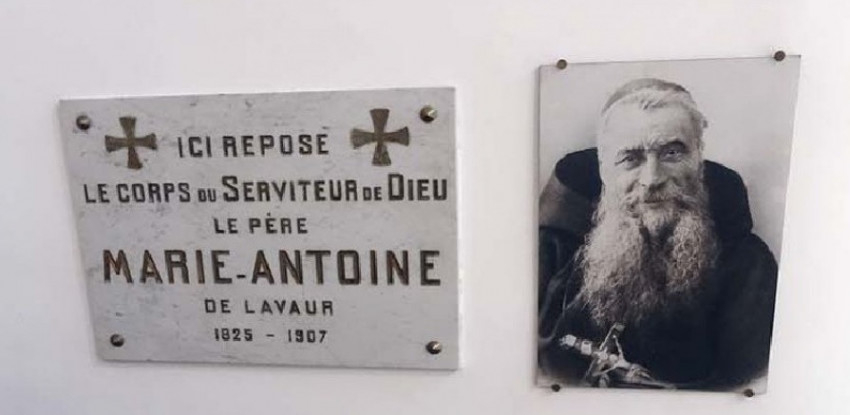 ICI REPOSE
LE CORPS DU SERVITEUR DE DIEU
LE PÈRE
MARIE-ANTOINE
DE LAVAUR
1825 - 1907